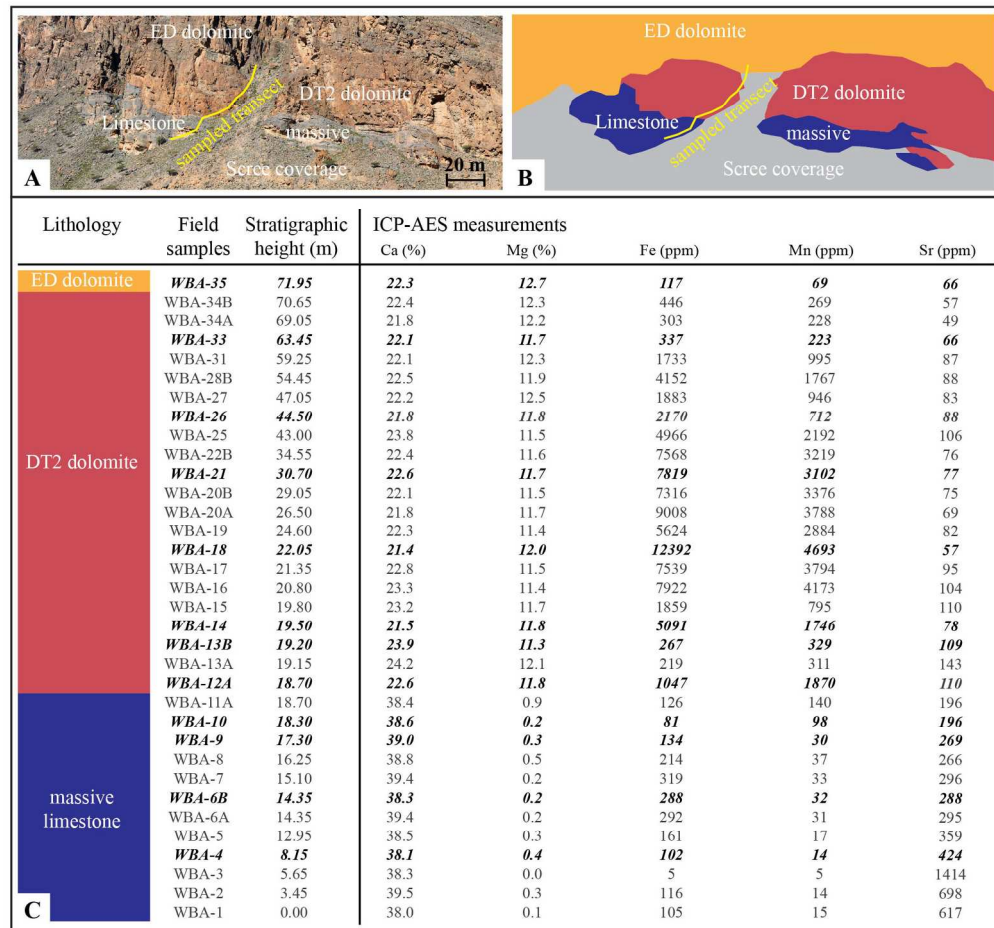 ED dolomite
DT2 dolomite
Limestone
sampled transect
massive
Scree coverage
20 m
A
ED dolomite
DT2 dolomite
Limestone
sampled transect
massive
Scree coverage
B
Lithology Field samples Stratigraphic height (m) ICP-AES measurements
Ca (%) Mg (%) Fe (ppm) Mn (ppm) Sr (ppm)
ED dolomite WBA-35 71.95 22.3 12.7 117 69 66
WBA-34B 70.65 22.4 12.3 446 269 57
WBA-34A 69.05 21.8 12.2 303 228 49
WBA-33 63.45 22.1 11.7 337 223 66
WBA-31 59.25 22.1 12.3 1733 995 87
WBA-28B 54.45 22.5 11.9 4152 1767 88
WBA-27 47.05 22.2 12.5 1883 946 83
WBA-26 44.50 21.8 11.8 2170 712 88
WBA-25 43.00 23.8 11.5 4966 2192 106
WBA-22B 34.55 22.4 11.6 7568 3219 76
DT2 dolomite WBA-21 30.70 22.6 11.7 7819 3102 77
WBA-20B 29.05 22.1 11.5 7316 3376 75
WBA-20A 26.50 21.8 11.7 9008 3788 69
WBA-19 24.60 22.3 11.4 5624 2884 82
WBA-18 22.05 21.4 12.0 12392 4693 57
WBA-17 21.35 22.8 11.5 7539 3794 95
WBA-16 20.80 23.3 11.4 7922 4173 104
WBA-15 19.80 23.2 11.7 1859 795 110
WBA-14 19.50 21.5 11.8 5091 1746 78
WBA-13B 19.20 23.9 11.3 267 329 109
WBA-13A 19.15 24.2 12.1 219 311 143
WBA-12A 18.70 22.6 11.8 1047 1870 110
WBA-11A 18.70 38.4 0.9 126 140 196
WBA-10 18.30 38.6 0.2 81 98 196
WBA-9 17.30 39.0 0.3 134 30 269
WBA-8 16.25 38.8 0.5 214 37 266
WBA-7 15.10 39.4 0.2 319 33 296
massive limestone WBA-6B 14.35 38.3 0.2 288 32 288
WBA-6A 14.35 39.4 0.2 292 31 295
WBA-5 12.95 38.5 0.3 161 17 359
WBA-4 8.15 38.1 0.4 102 14 424
WBA-3 5.65 38.3 0.0 5 5 1414
WBA-2 3.45 39.5 0.3 116 14 698
WBA-1 0.00 38.0 0.1 105 15 617
C